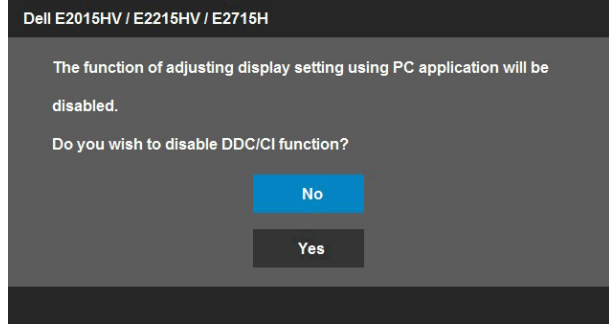 Dell E2015HV / E2215HV / E2715H
The function of adjusting display setting using PC application will be
disabled.
Do you wish to disable DDC/CI function?
No
Yes